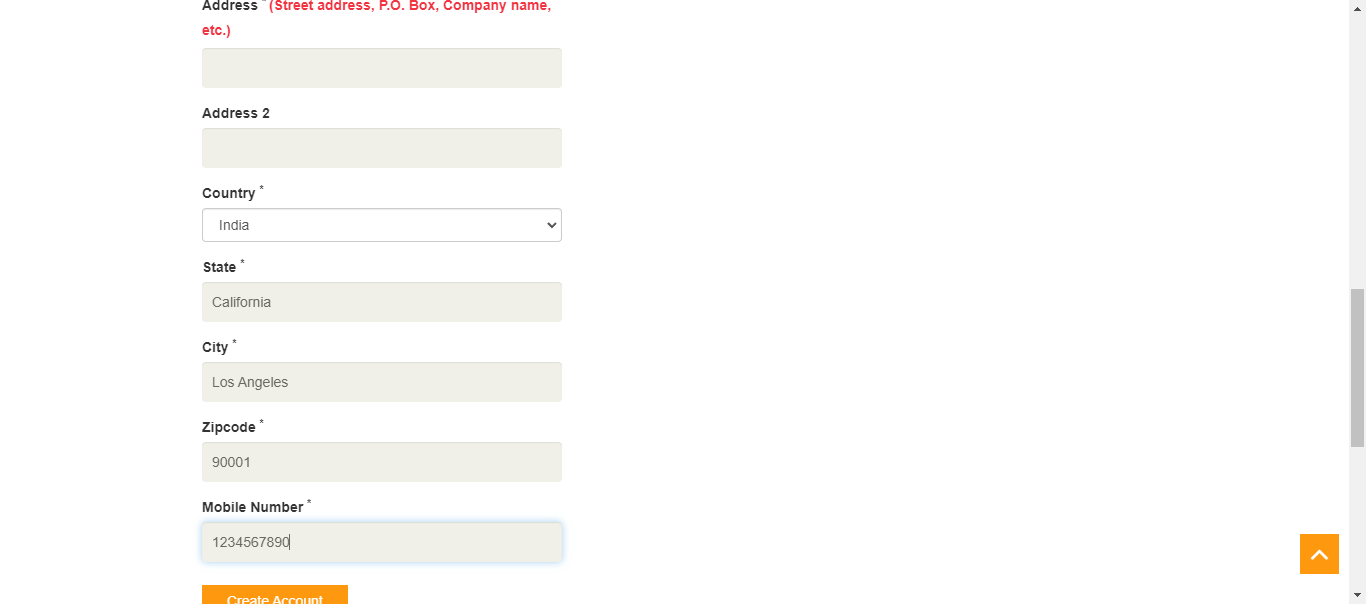 Address * (Street address, P.O. Box, Company name,
etc.)
Address 2
Country *
India
State *
California
City *
Los Angeles
Zipcode *
90001
Mobile Number *
1234567890
Create Account